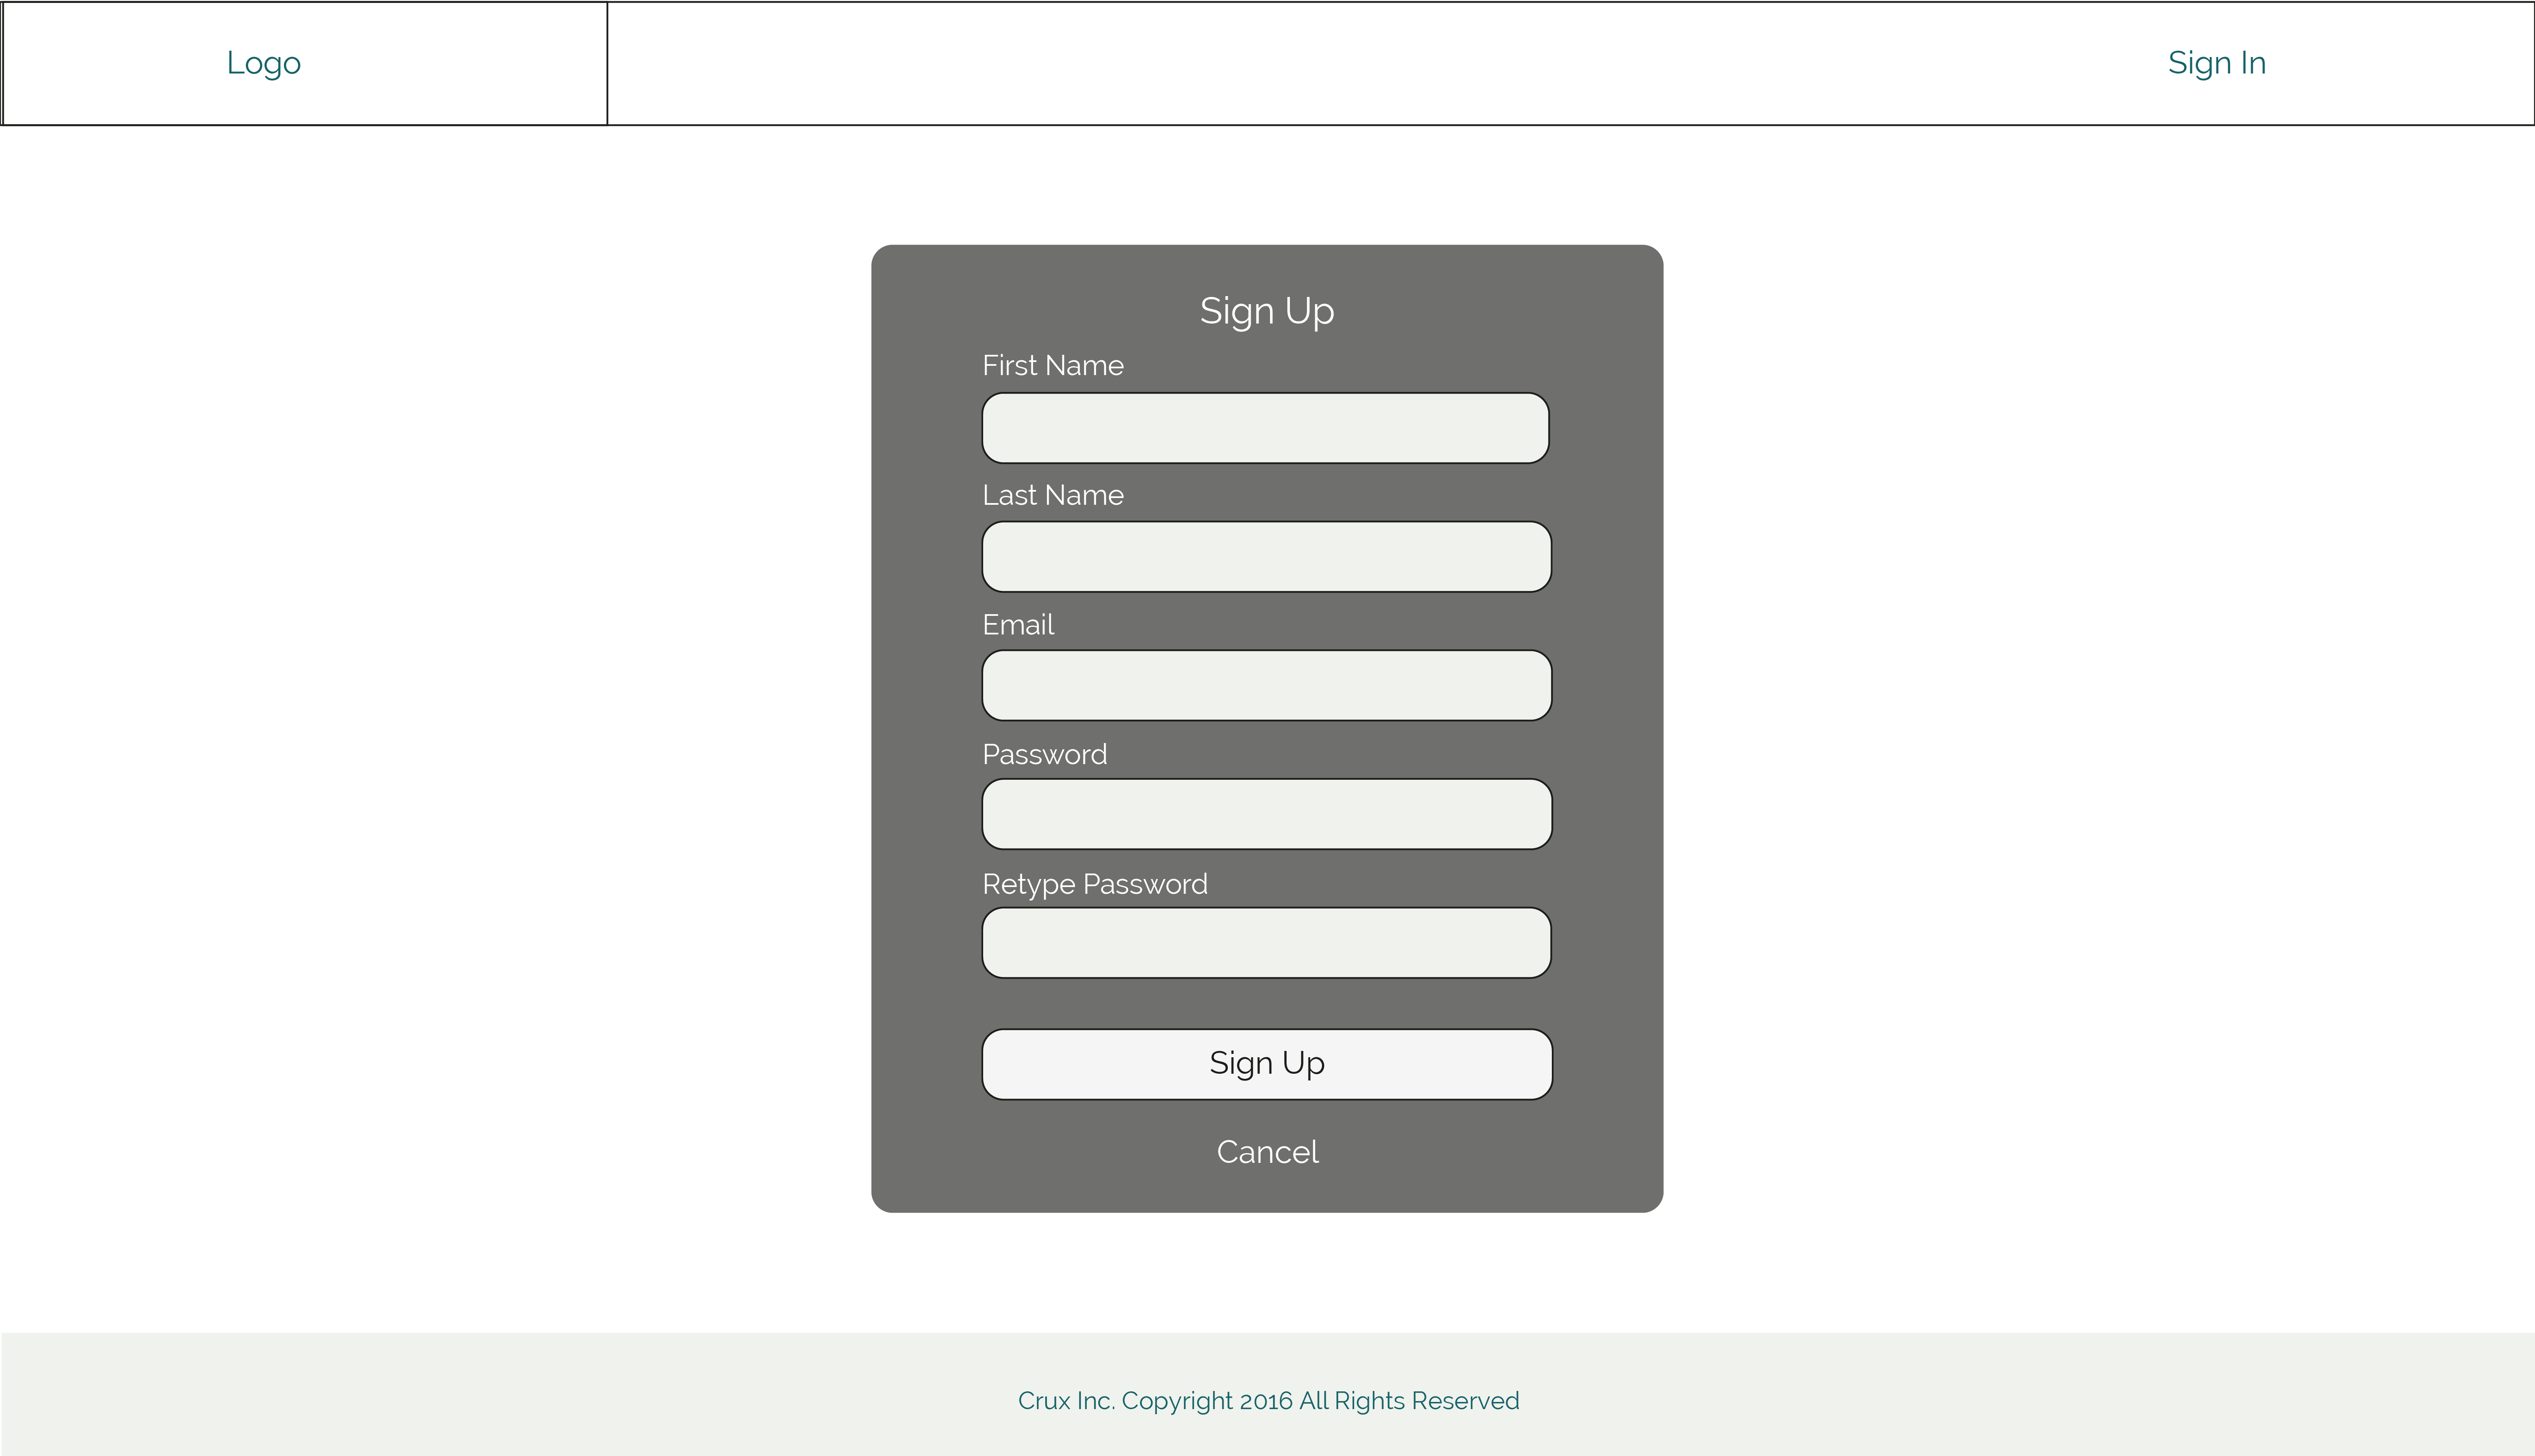 Logo
Sign In
Sign Up
First Name
Last Name
Email
Password
Retype Password
Sign Up
Cancel
Crux Inc. Copyright 2016 All Rights Reserved